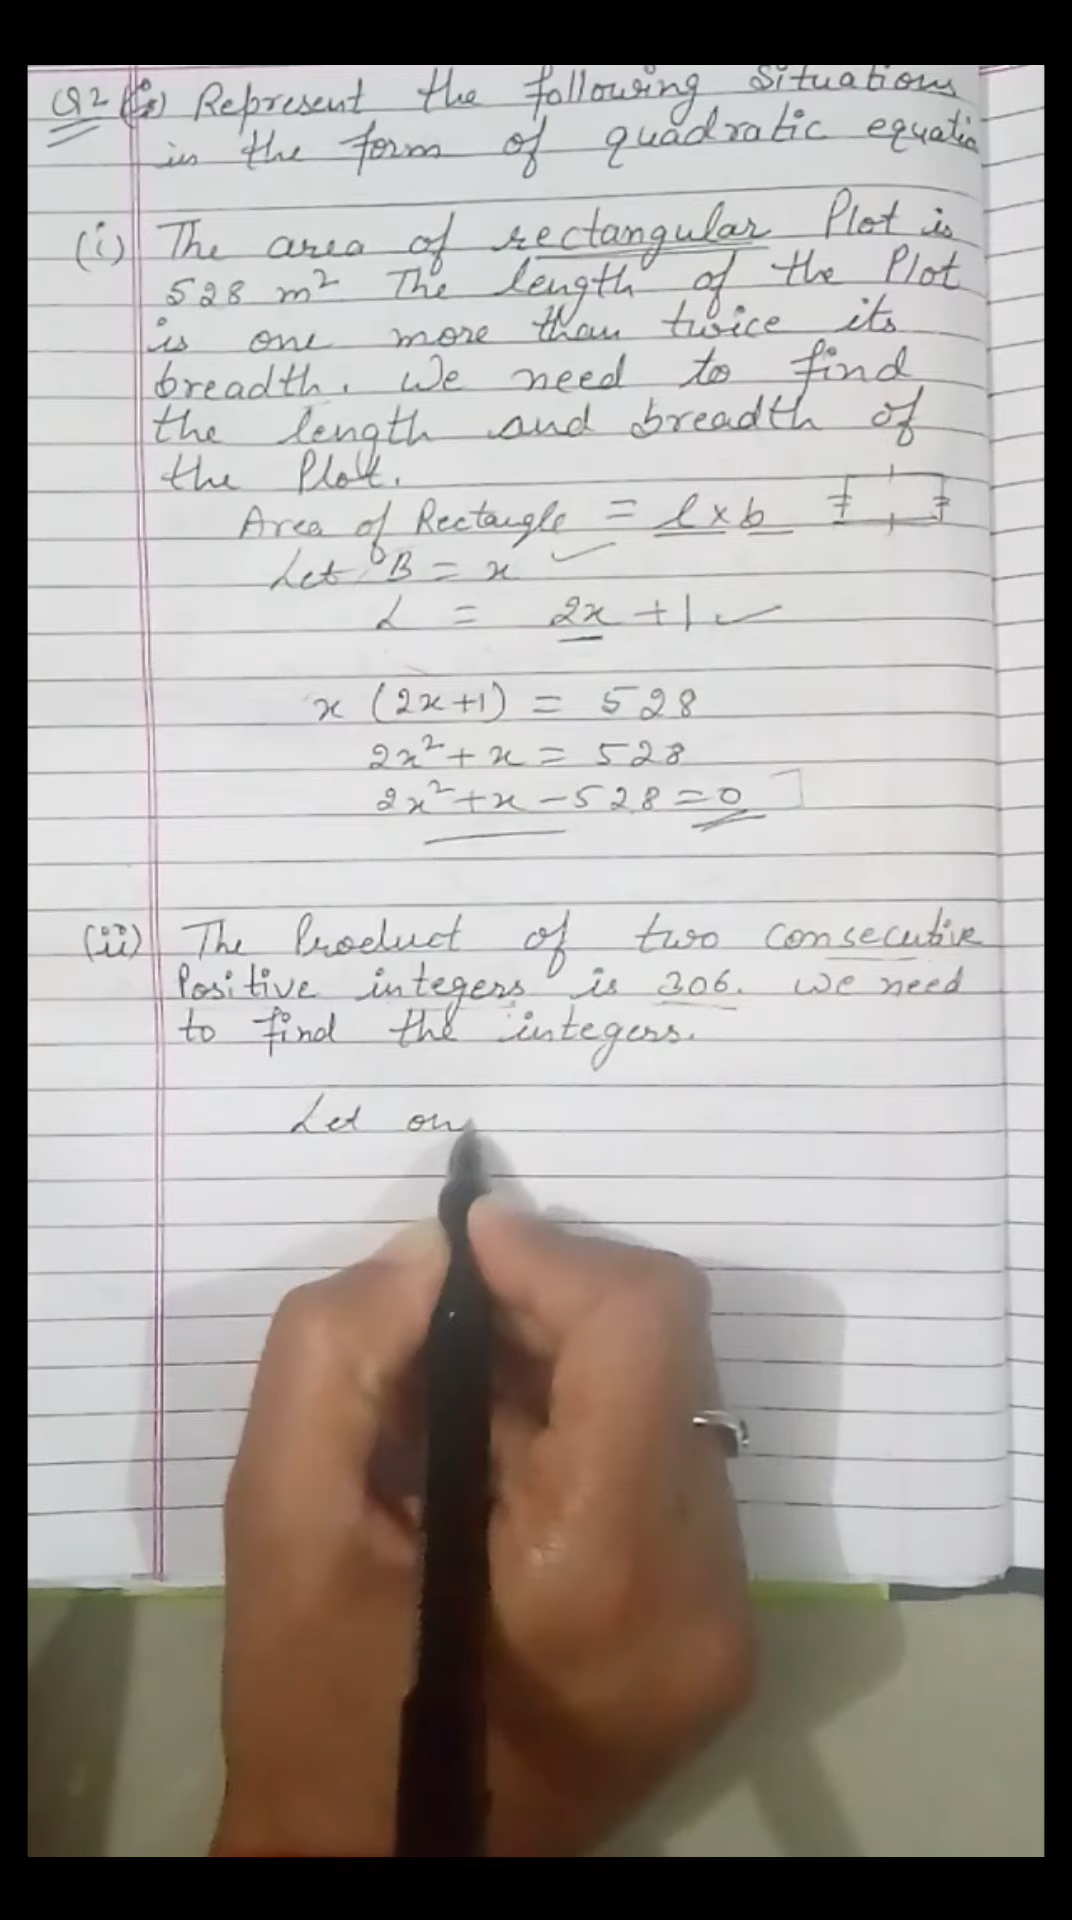 Q2 (i) Represent the following situations
in the form of quadratic equatio
(i) The area of rectangular Plot is
528 m² The length of the Plot
is one more than twice its
breadth. We need to find
the length and breadth of
the Plot.
Area of Rectangle = l×b
Let B = x
L = 2x + 1
x (2x+1) = 528
2x²+x = 528
2x²+x-528=0
(ii) The Product of two consecutive
Positive integers is 306. We need
to find the integers.
Let on